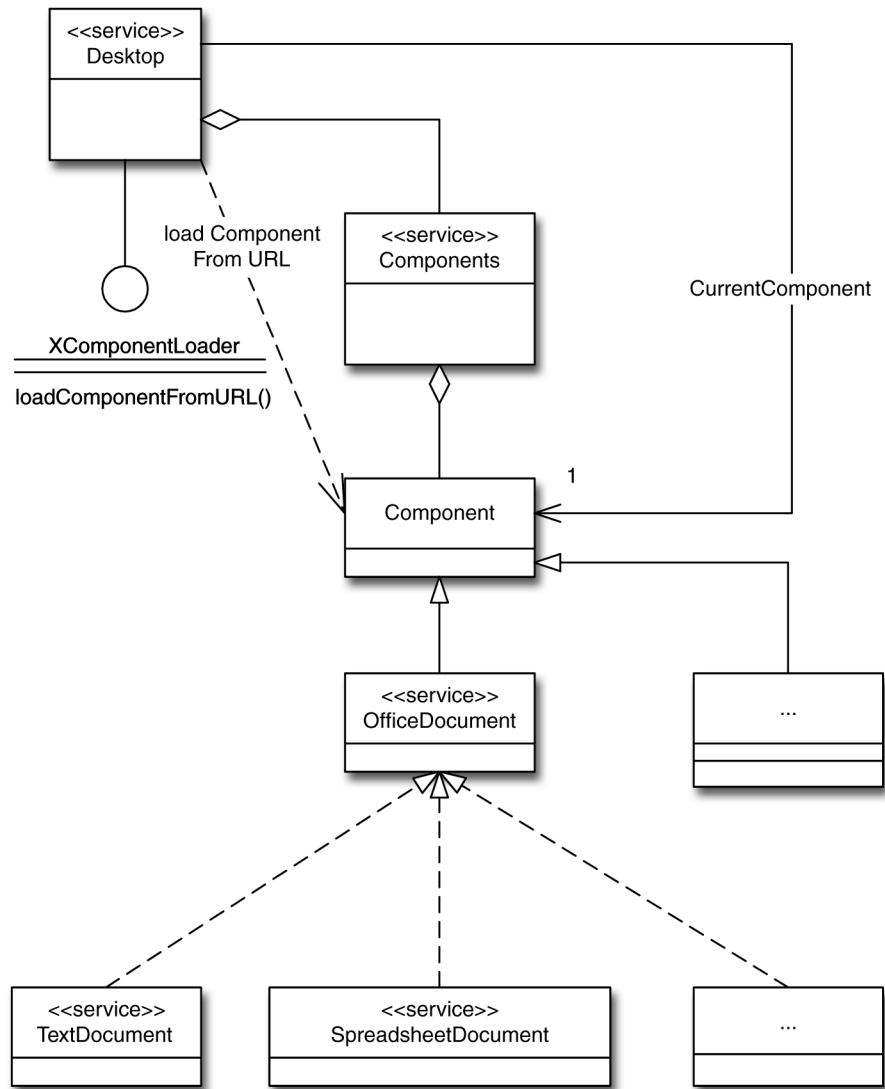 <<service>>
Desktop
load Component
From URL
<<service>>
Components
CurrentComponent
XComponentLoader
loadComponentFromURL()
1
Component
<<service>>
OfficeDocument
...
<<service>>
TextDocument
<<service>>
SpreadsheetDocument
...